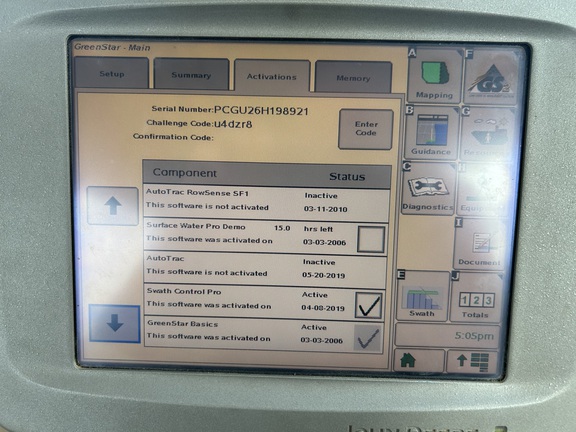 GreenStar - Main
Setup
Summary
Activations
Memory
Serial Number:PCGU26H198921
Challenge Code:u4dzr8
Confirmation Code:
Enter
Code
Component
Status
AutoTrac RowSense SF1 Inactive
This software is not activated 03-11-2010
Surface Water Pro Demo 15.0 hrs left
This software was activated on 03-03-2006
AutoTrac Inactive
This software is not activated 05-20-2019
Swath Control Pro Active
This software was activated on 04-08-2019
GreenStar Basics Active
This software was activated on 03-03-2006
A
Mapping
F
GS3
B
Guidance
G
C
Diagnostics
I
Document
E
Swath
J
123
Totals
5:05pm